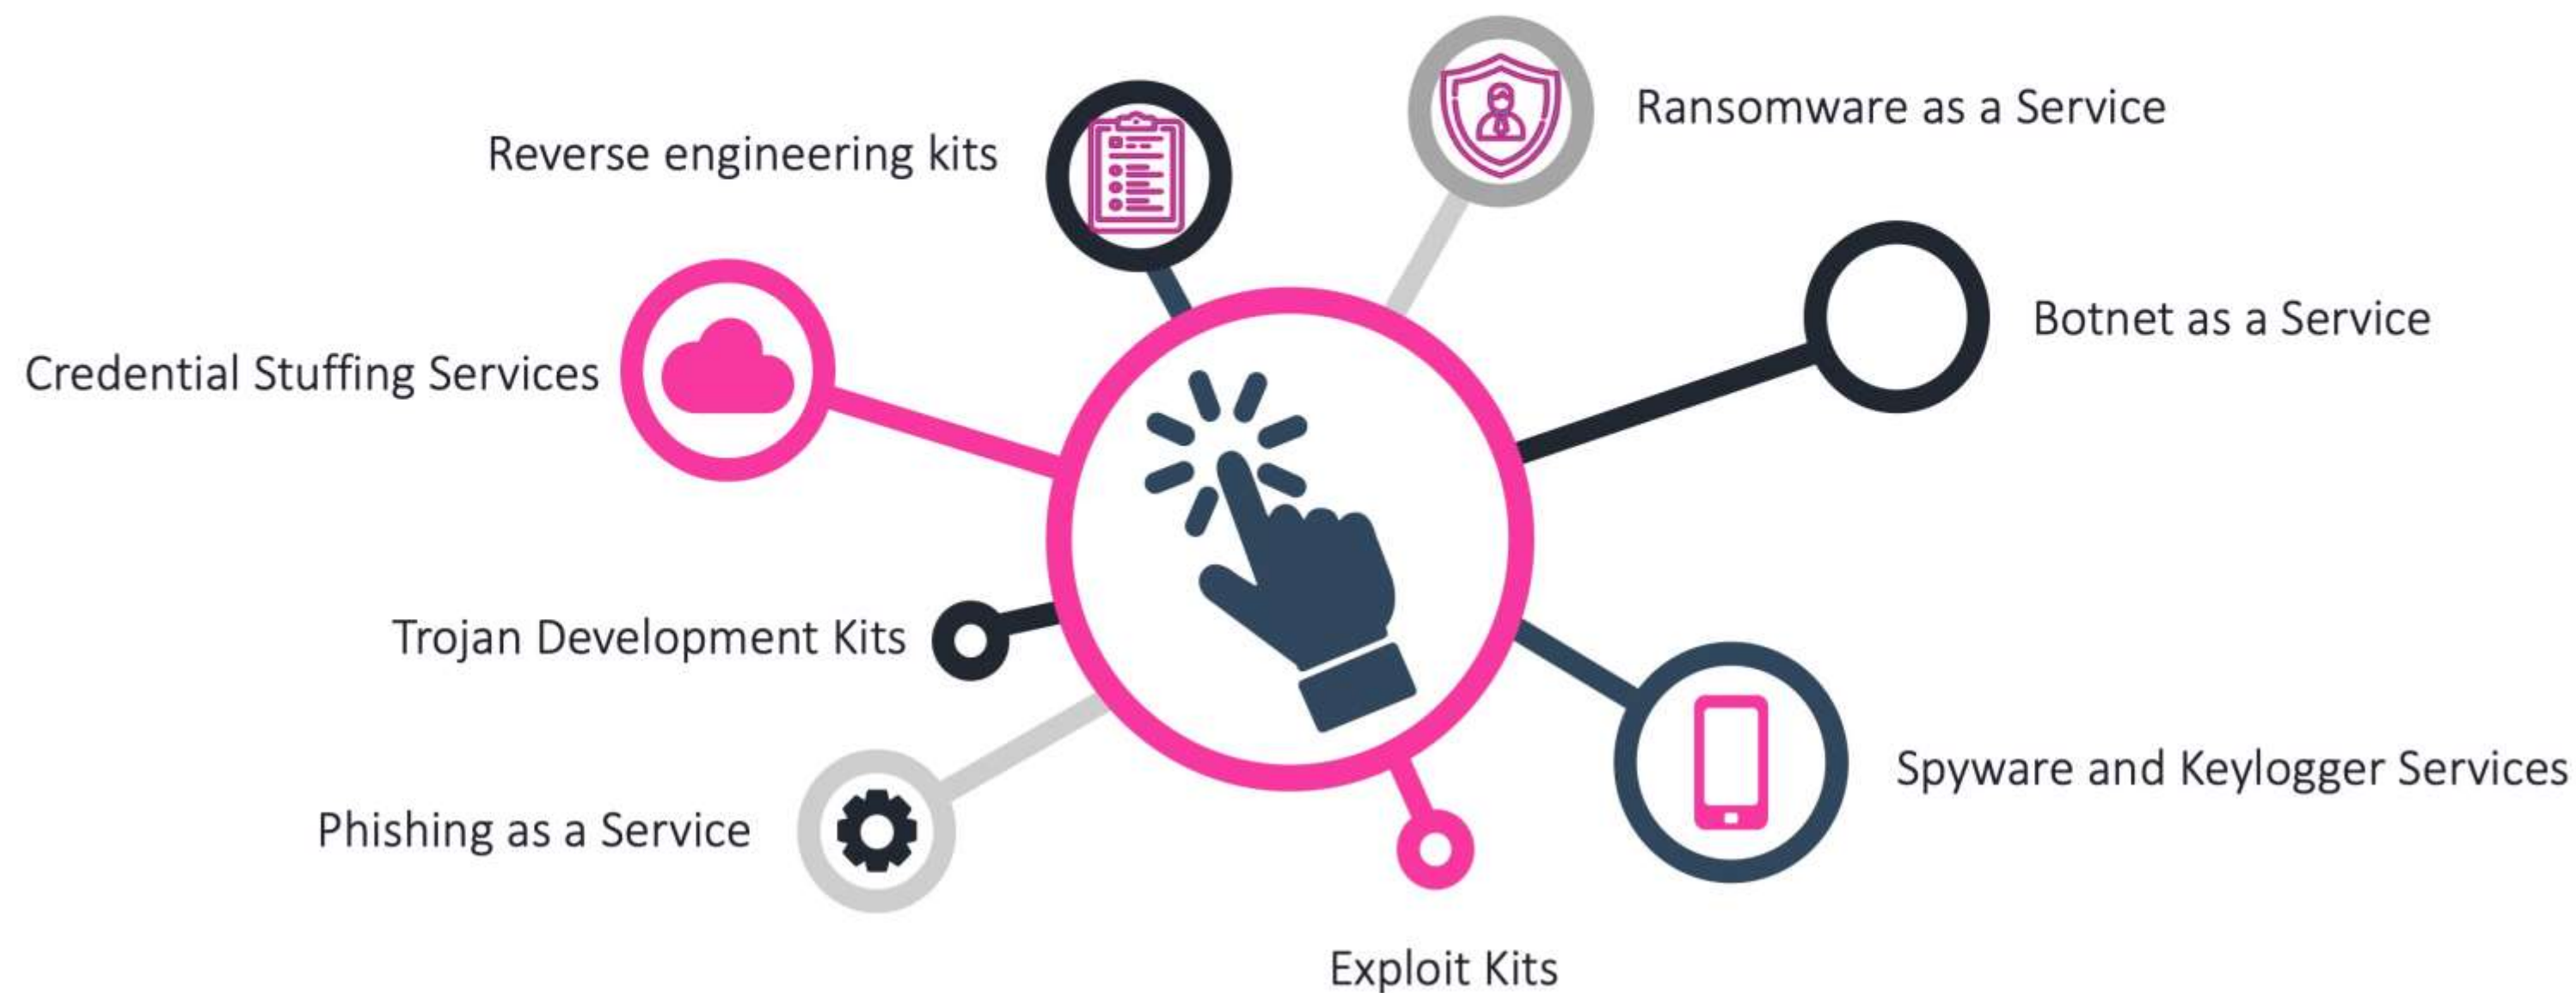 Ransomware as a Service
Reverse engineering kits
Botnet as a Service
Credential Stuffing Services
Trojan Development Kits
Spyware and Keylogger Services
Phishing as a Service
Exploit Kits